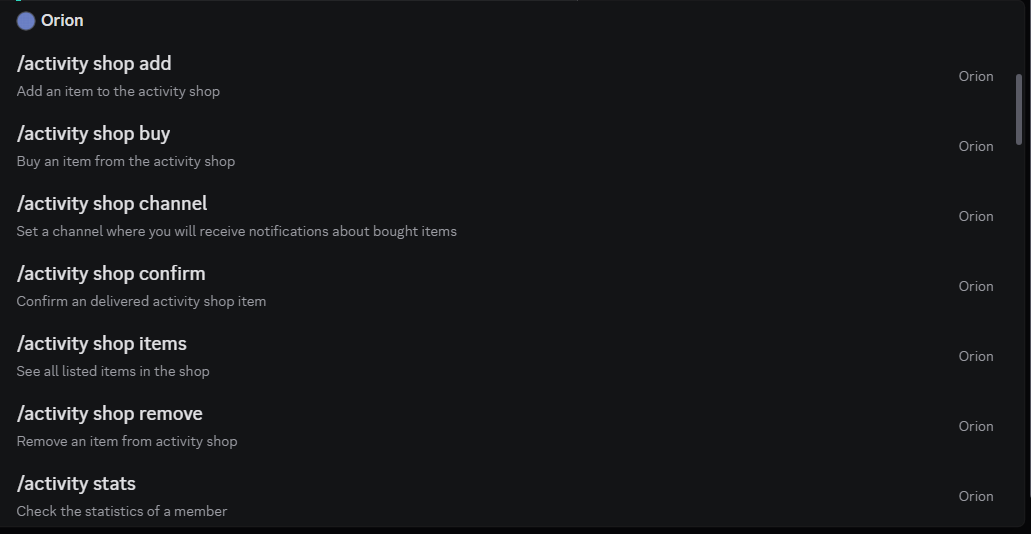 Orion
/activity shop add
Add an item to the activity shop
Orion
/activity shop buy
Buy an item from the activity shop
Orion
/activity shop channel
Set a channel where you will receive notifications about bought items
Orion
/activity shop confirm
Confirm an delivered activity shop item
Orion
/activity shop items
See all listed items in the shop
Orion
/activity shop remove
Remove an item from activity shop
Orion
/activity stats
Check the statistics of a member
Orion